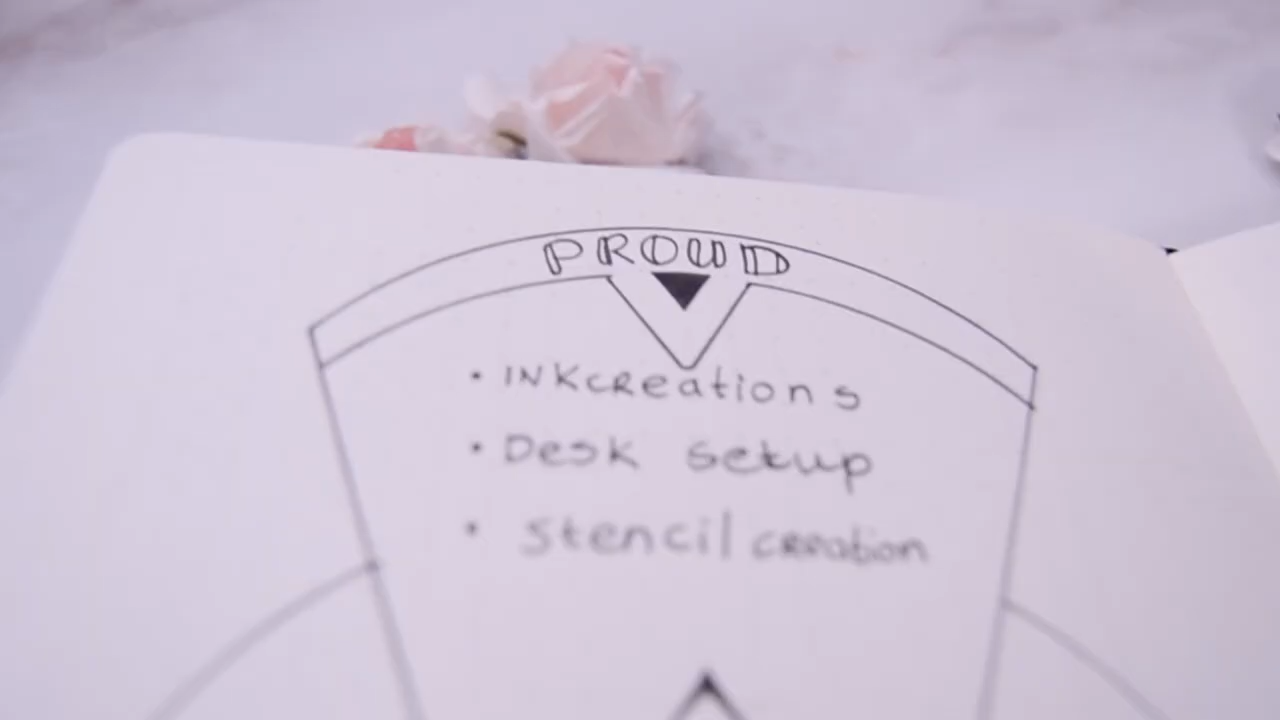 PROUD
• INKcreations
• Desk setup
• stencil creation